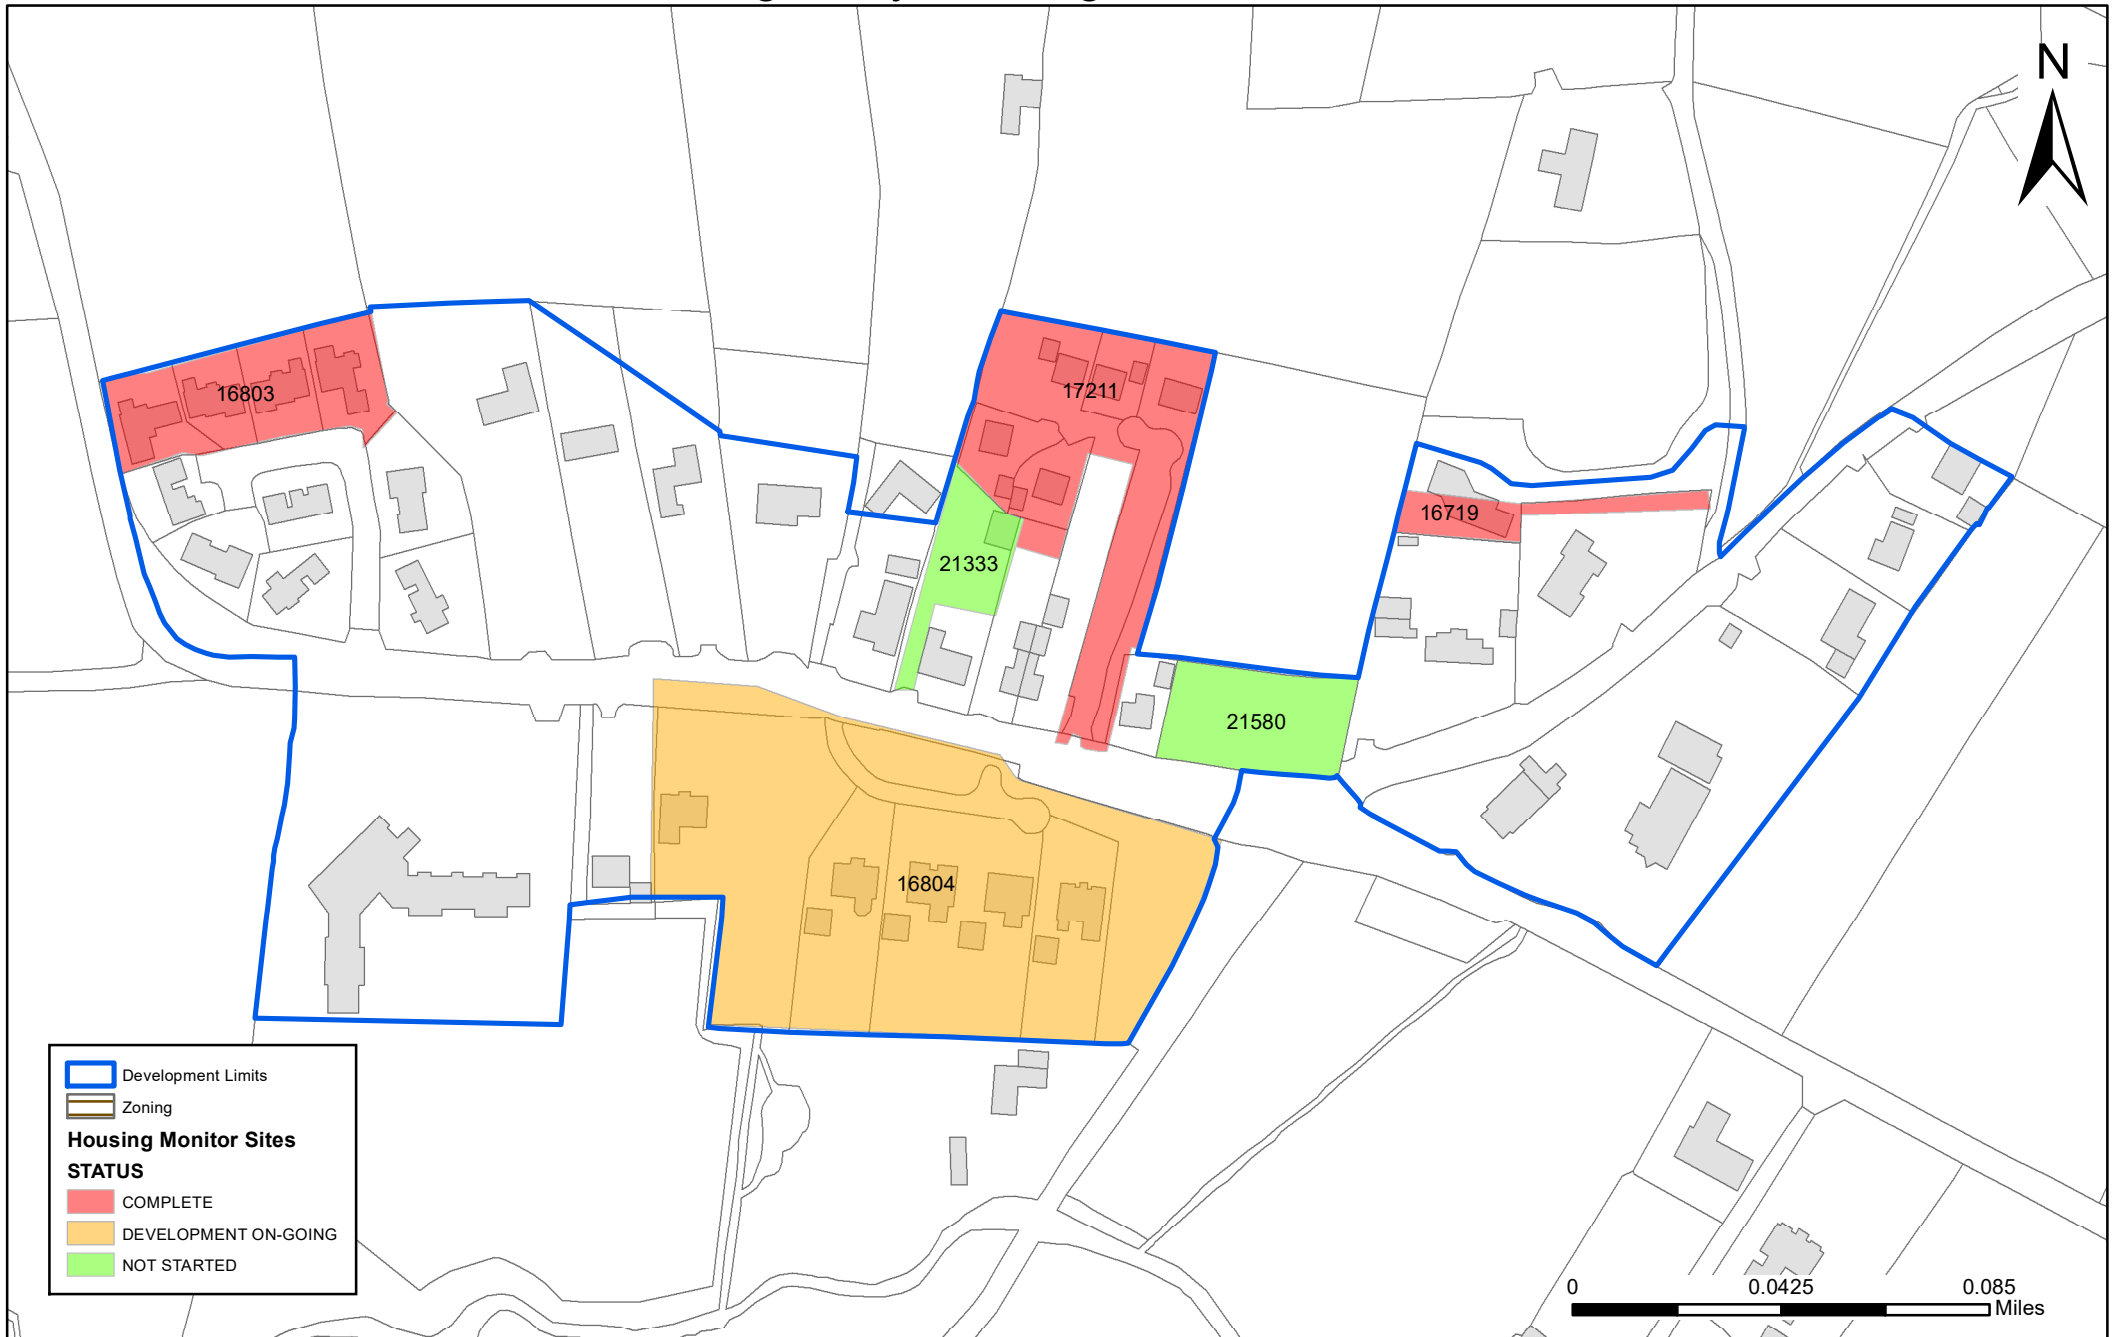 N
16803
17211
16719
21333
21580
16804
Development Limits
Zoning
Housing Monitor Sites
STATUS
COMPLETE
DEVELOPMENT ON-GOING
NOT STARTED
0 0.0425 0.085
Miles